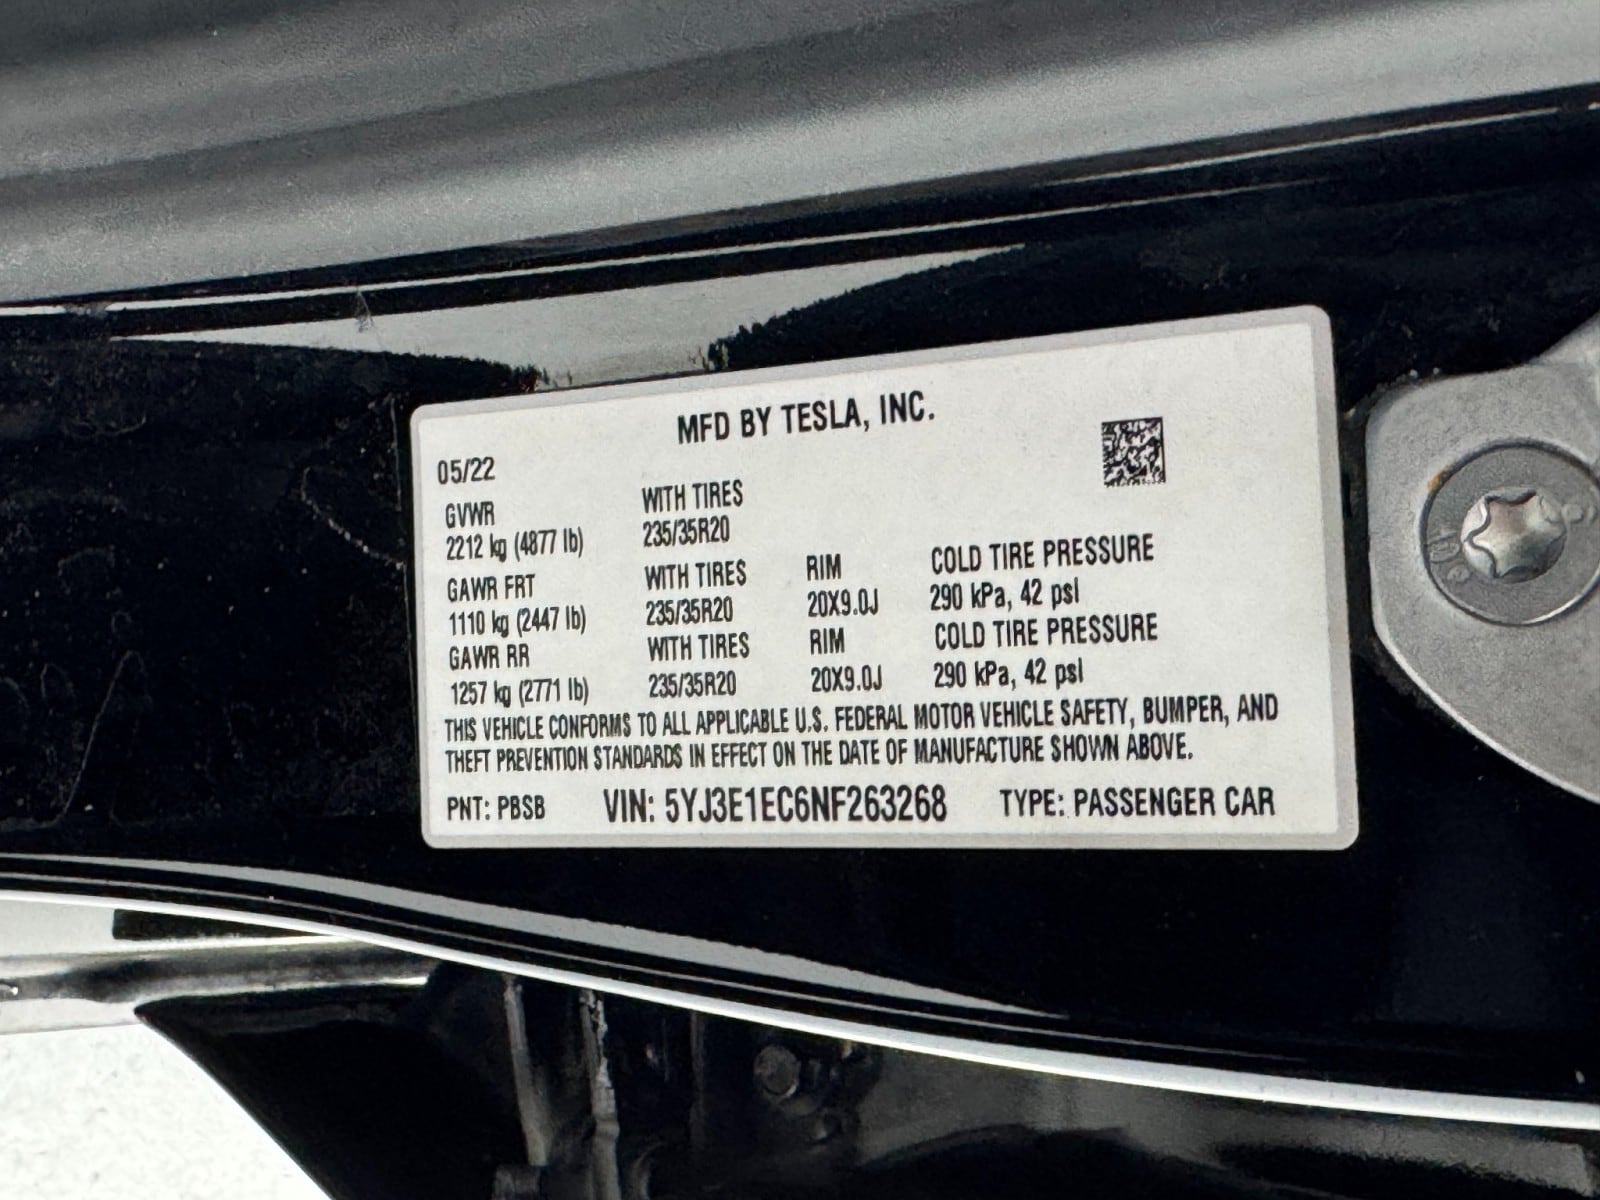 MFD BY TESLA, INC.
05/22
GVWR WITH TIRES
2212 kg (4877 lb) 235/35R20
GAWR FRT WITH TIRES RIM COLD TIRE PRESSURE
1110 kg (2447 lb) 235/35R20 20X9.0J 290 kPa, 42 psi
GAWR RR WITH TIRES RIM COLD TIRE PRESSURE
1257 kg (2771 lb) 235/35R20 20X9.0J 290 kPa, 42 psi
THIS VEHICLE CONFORMS TO ALL APPLICABLE U.S. FEDERAL MOTOR VEHICLE SAFETY, BUMPER, AND
THEFT PREVENTION STANDARDS IN EFFECT ON THE DATE OF MANUFACTURE SHOWN ABOVE.
PNT: PBSB VIN: 5YJ3E1EC6NF263268 TYPE: PASSENGER CAR